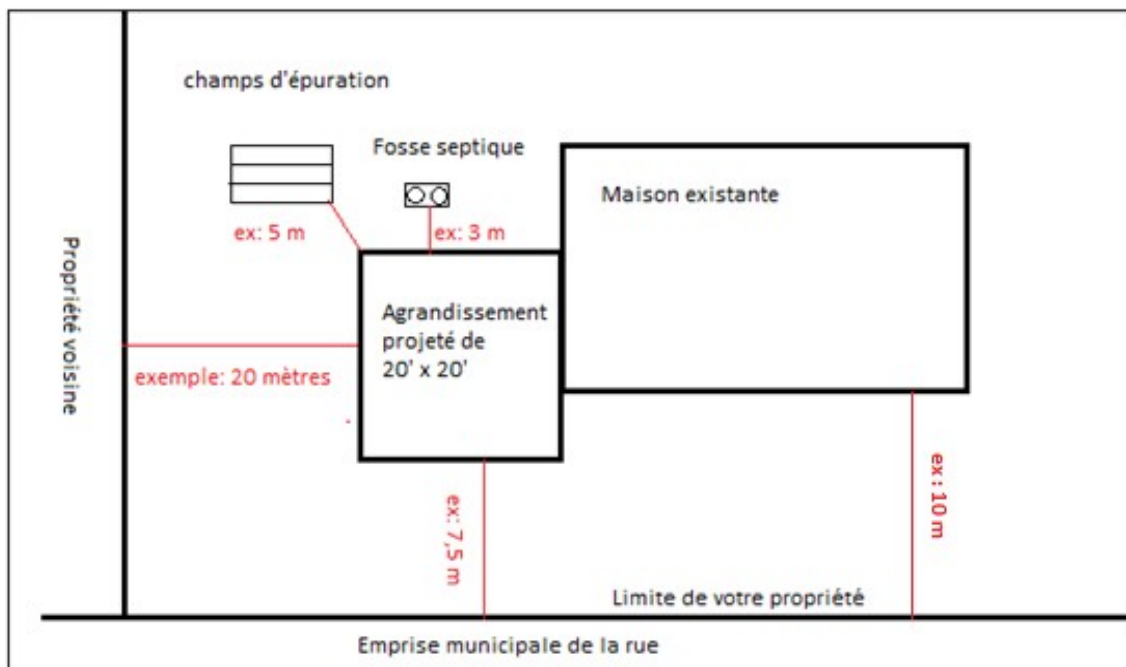 champs d'épuration
Fosse septique
Maison existante
ex: 5 m
ex: 3 m
Propriété voisine
Agrandissement
projeté de
20' x 20'
exemple: 20 mètres
ex: 7,5 m
ex: 10 m
Limite de votre propriété
Emprise municipale de la rue